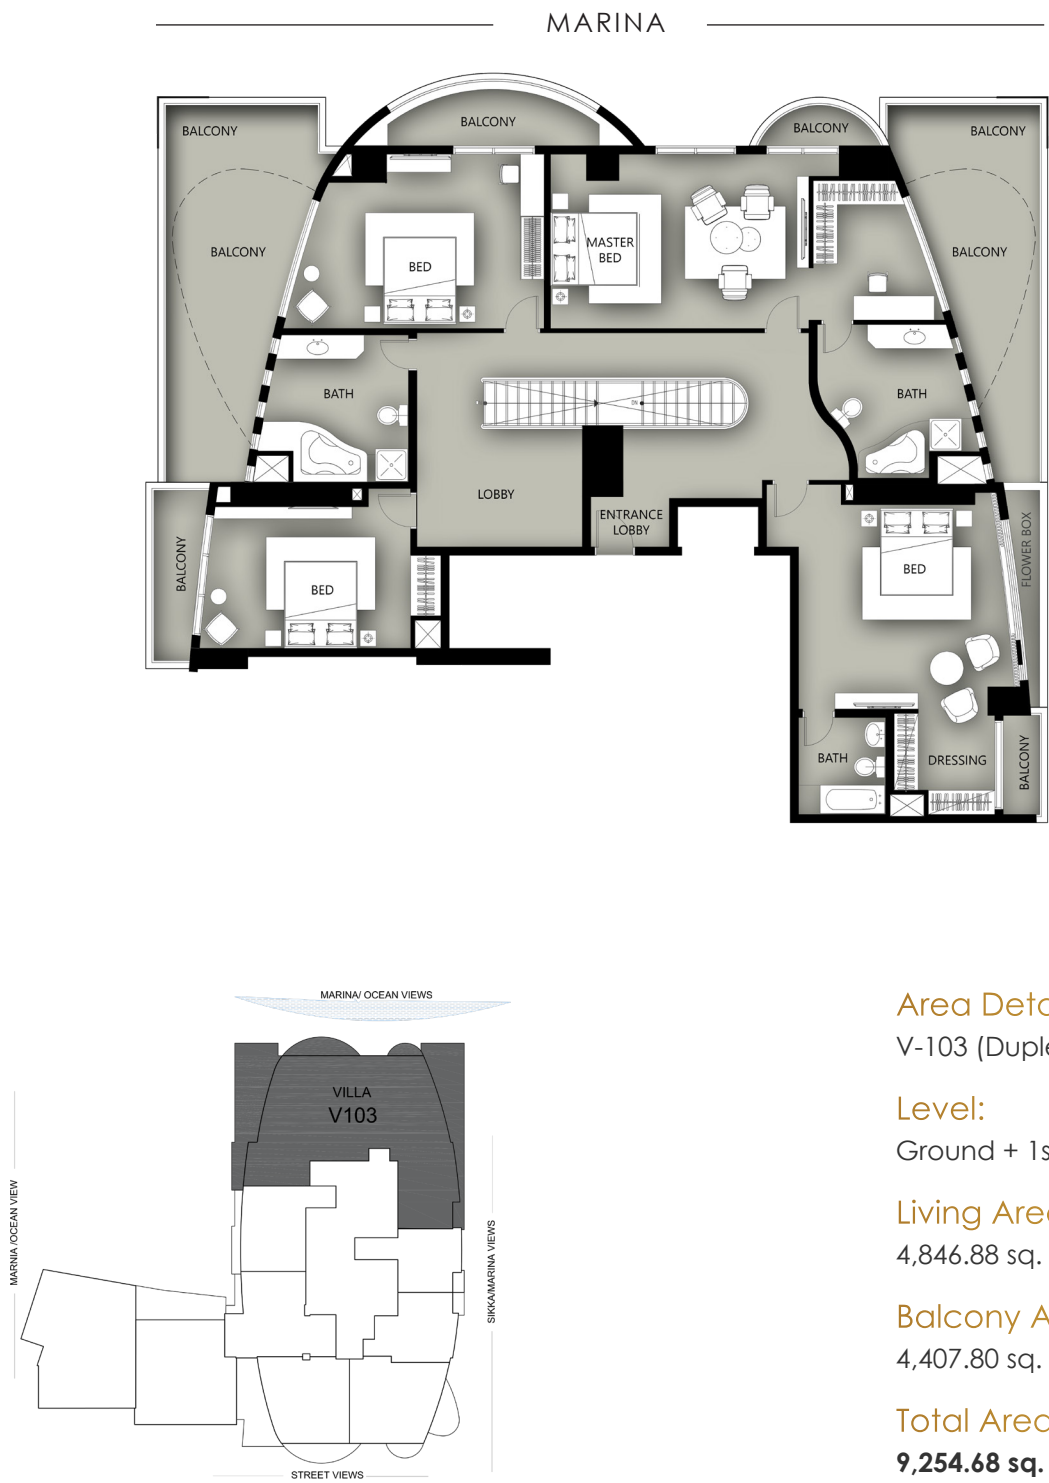 MARINA
BALCONY
BALCONY
BALCONY
BALCONY
BALCONY
BALCONY
BALCONY
MASTER
BED
BED
BATH
BATH
DN
LOBBY
ENTRANCE
LOBBY
BALCONY
BED
BED
FLOWER BOX
BATH
DRESSING
BALCONY
MARINA/ OCEAN VIEWS
VILLA
V103
MARNIA /OCEAN VIEW
SIKKA/MARINA VIEWS
STREET VIEWS
Area Deta
V-103 (Duple
Level:
Ground + 1s
Living Area
4,846.88 sq.
Balcony A
4,407.80 sq.
Total Area
9,254.68 sq.